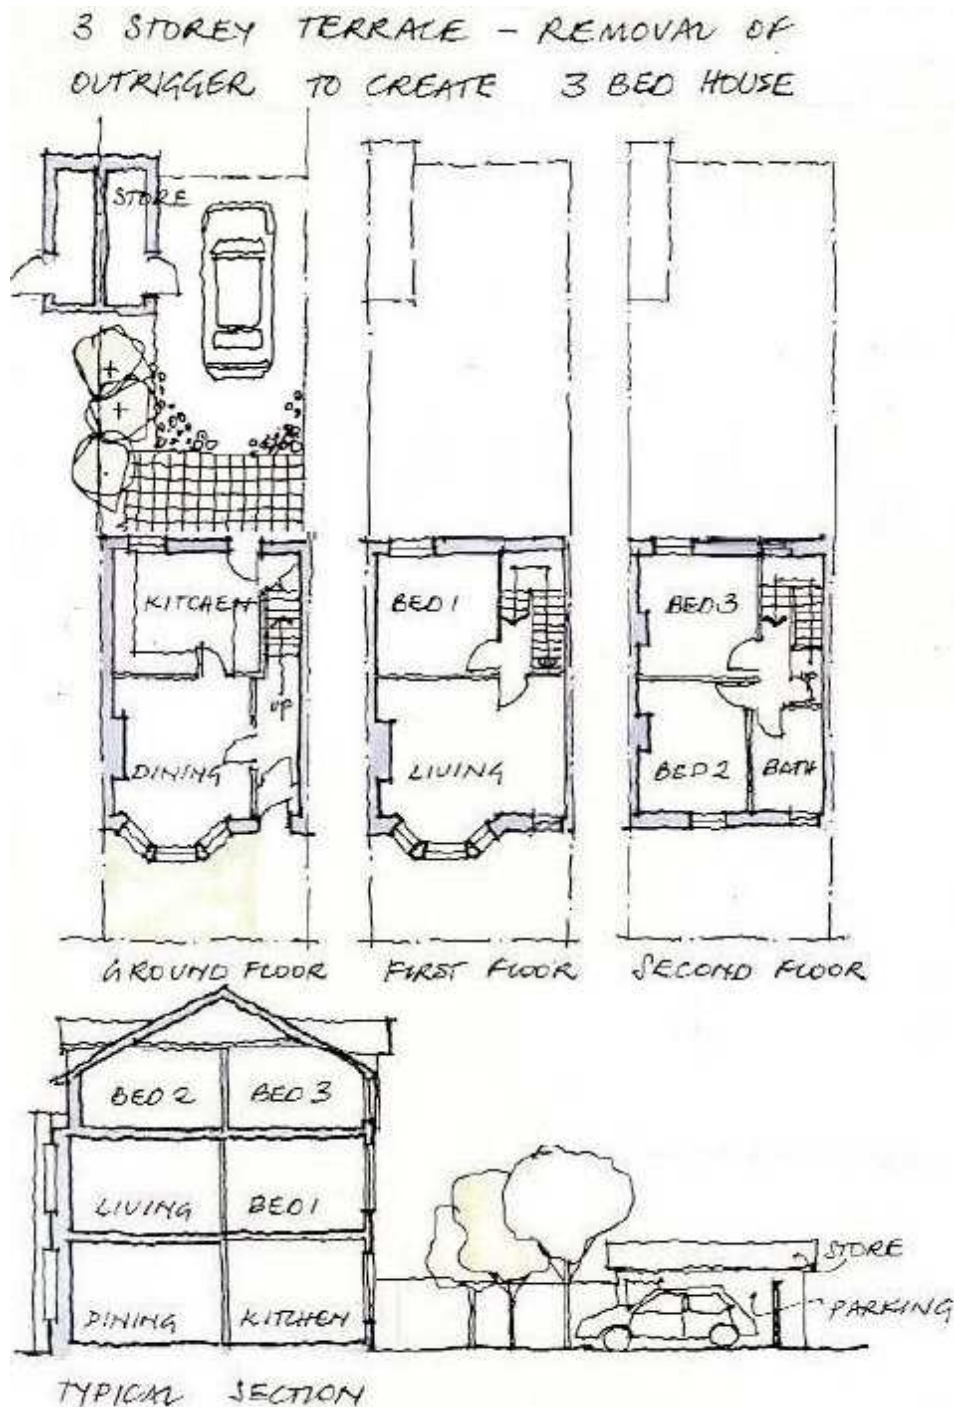 3 STOREY TERRACE - REMOVAL OF
OUTRIGGER TO CREATE 3 BED HOUSE
STORE
KITCHEN
UP
DINING
GROUND FLOOR
BED 1
LIVING
FIRST FLOOR
BED 3
UP
BED 2
BATH
SECOND FLOOR
BED 2
BED 3
LIVING
BED 1
DINING
KITCHEN
STORE
PARKING
TYPICAL SECTION